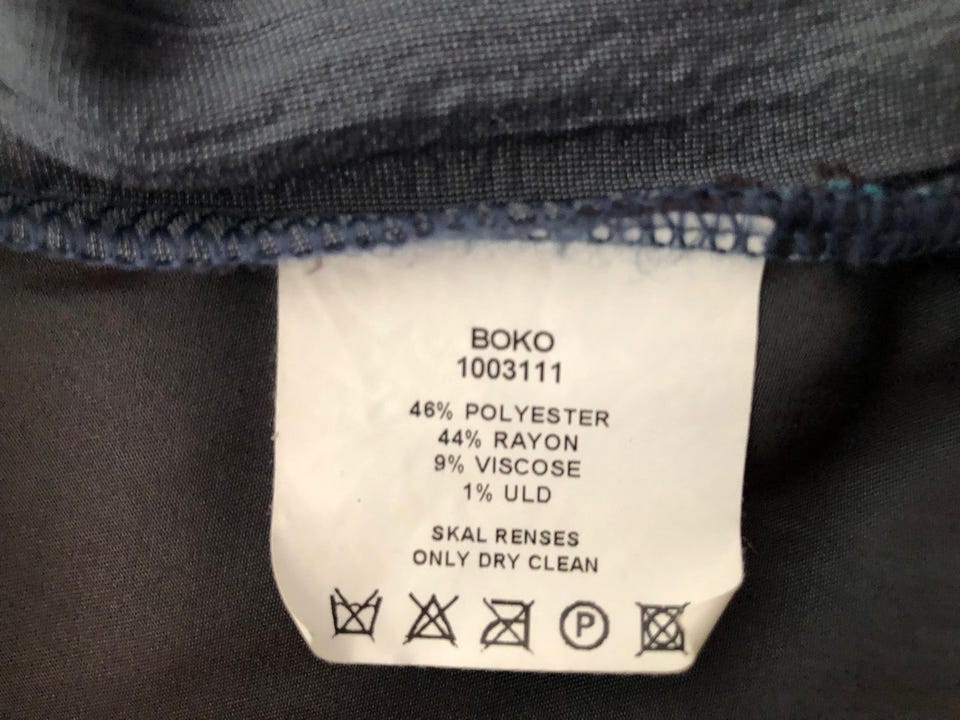 BOKO
1003111
46% POLYESTER
44% RAYON
9% VISCOSE
1% ULD
SKAL RENSES
ONLY DRY CLEAN
P